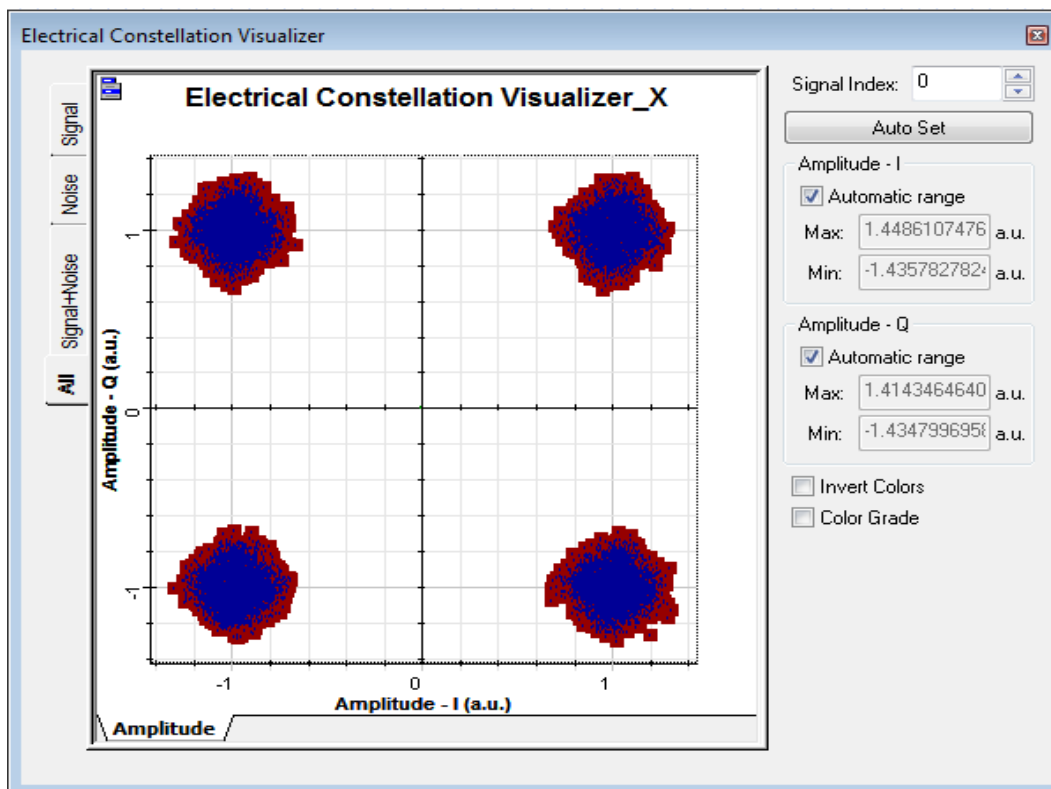 Electrical Constellation Visualizer
Signal
Noise
Signal+Noise
All
Electrical Constellation Visualizer_X
1
0
-1
Amplitude - Q (a.u.)
-1
0
1
Amplitude - I (a.u.)
Amplitude
Signal Index: 0
Auto Set
Amplitude - I
Automatic range
Max: 1.4486107476 a.u.
Min: -1.435782782 a.u.
Amplitude - Q
Automatic range
Max: 1.4143464640 a.u.
Min: -1.434799695 a.u.
Invert Colors
Color Grade